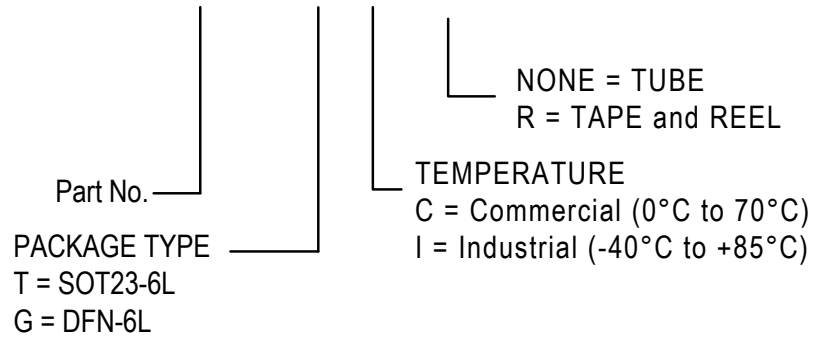 NONE = TUBE
R = TAPE and REEL
TEMPERATURE
C = Commercial (0°C to 70°C)
I = Industrial (-40°C to +85°C)
Part No.
PACKAGE TYPE
T = SOT23-6L
G = DFN-6L